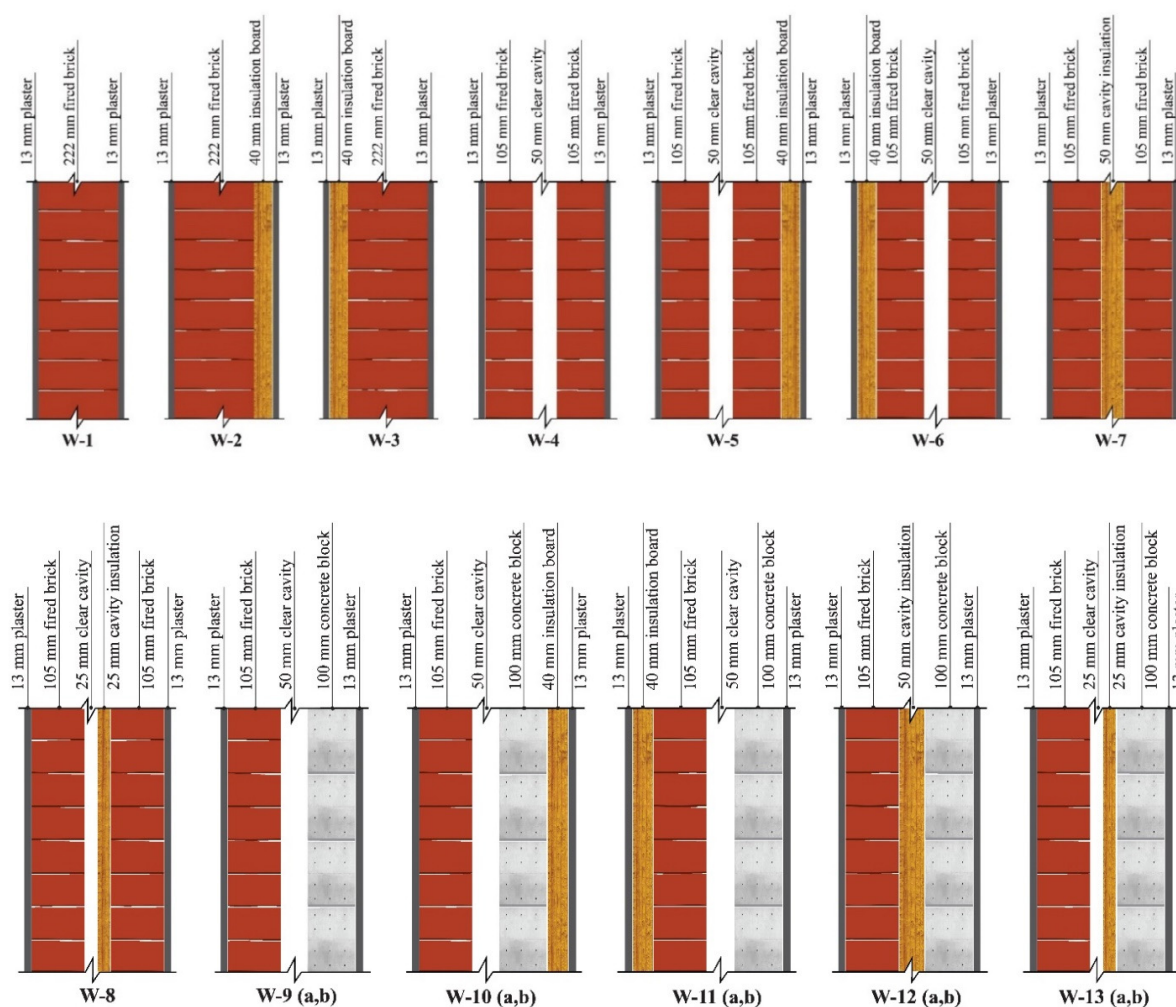 13 mm plaster
222 mm fired brick
13 mm plaster
13 mm plaster
222 mm fired brick
40 mm insulation board
13 mm plaster
13 mm plaster
40 mm insulation board
222 mm fired brick
13 mm plaster
13 mm plaster
105 mm fired brick
50 mm clear cavity
105 mm fired brick
13 mm plaster
13 mm plaster
105 mm fired brick
50 mm clear cavity
105 mm fired brick
40 mm insulation board
13 mm plaster
13 mm plaster
40 mm insulation board
105 mm fired brick
50 mm clear cavity
105 mm fired brick
13 mm plaster
13 mm plaster
105 mm fired brick
50 mm cavity insulation
105 mm fired brick
13 mm plaster
W-1
W-2
W-3
W-4
W-5
W-6
W-7
13 mm plaster
105 mm fired brick
25 mm clear cavity
25 mm cavity insulation
105 mm fired brick
13 mm plaster
13 mm plaster
105 mm fired brick
50 mm clear cavity
100 mm concrete block
13 mm plaster
13 mm plaster
105 mm fired brick
50 mm clear cavity
100 mm concrete block
40 mm insulation board
13 mm plaster
13 mm plaster
40 mm insulation board
105 mm fired brick
50 mm clear cavity
100 mm concrete block
13 mm plaster
13 mm plaster
105 mm fired brick
50 mm cavity insulation
100 mm concrete block
13 mm plaster
13 mm plaster
105 mm fired brick
25 mm clear cavity
25 mm cavity insulation
100 mm concrete block
W-8
W-9 (a,b)
W-10 (a,b)
W-11 (a,b)
W-12 (a,b)
W-13 (a,b)